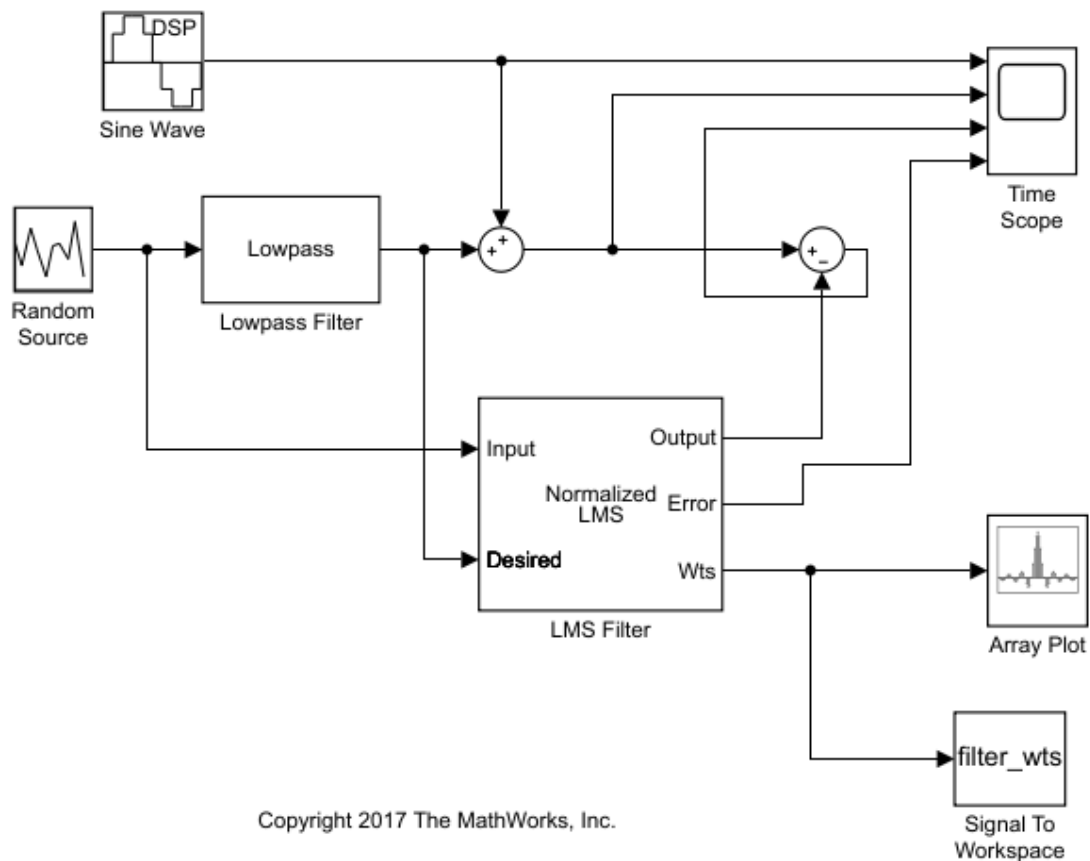 DSP
Sine Wave
Time
Scope
Random
Source
Lowpass
Lowpass Filter
+
+
+
−
Input
Desired
Normalized
LMS
Output
Error
Wts
LMS Filter
Array Plot
filter_wts
Signal To
Workspace
Copyright 2017 The MathWorks, Inc.